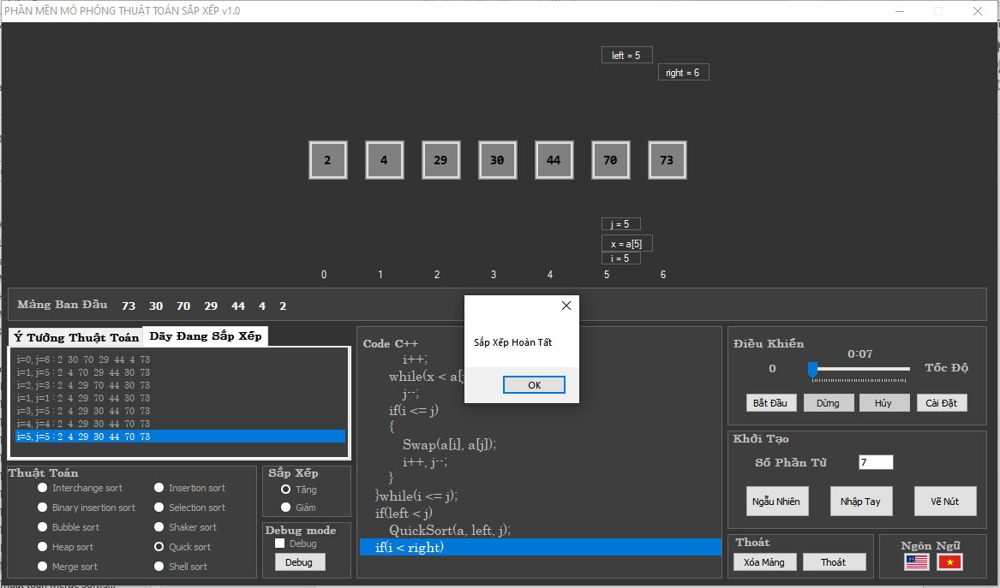 PHẦN MỀN MÔ PHỎNG THUẬT TOÁN SẮP XẾP v1.0
left = 5
right = 6
2 4 29 30 44 70 73
j = 5
x = a[5]
i = 5
0 1 2 3 4 5 6
Mảng Ban Đầu 73 30 70 29 44 4 2
Sắp Xếp Hoàn Tất
OK
Ý Tưởng Thuật Toán Dãy Đang Sắp Xếp
i=0, j=6 : 2 30 70 29 44 4 73
i=1, j=5 : 2 4 70 29 44 30 73
i=2, j=3 : 2 4 29 70 44 30 73
i=1, j=1 : 2 4 29 70 44 30 73
i=3, j=5 : 2 4 29 30 44 70 73
i=4, j=4 : 2 4 29 30 44 70 73
i=5, j=5 : 2 4 29 30 44 70 73
Thuật Toán
Interchange sort Insertion sort
Binary insertion sort Selection sort
Bubble sort Shaker sort
Heap sort Quick sort
Merge sort Shell sort
Sắp Xếp
Tăng
Giảm
Debug mode
Debug
Debug
Code C++
i++;
while(x < a[j
j--;
if(i <= j)
{
Swap(a[i], a[j]);
i++, j--;
}
}while(i <= j);
if(left < j)
QuickSort(a, left, j);
if(i < right)
Điều Khiển
0:07
0 Tốc Độ
Bắt Đầu Dừng Hủy Cài Đặt
Khởi Tạo
Số Phần Tử 7
Ngẫu Nhiên Nhập Tay Vẽ Nút
Thoát
Xóa Mảng Thoát
Ngôn Ngữ